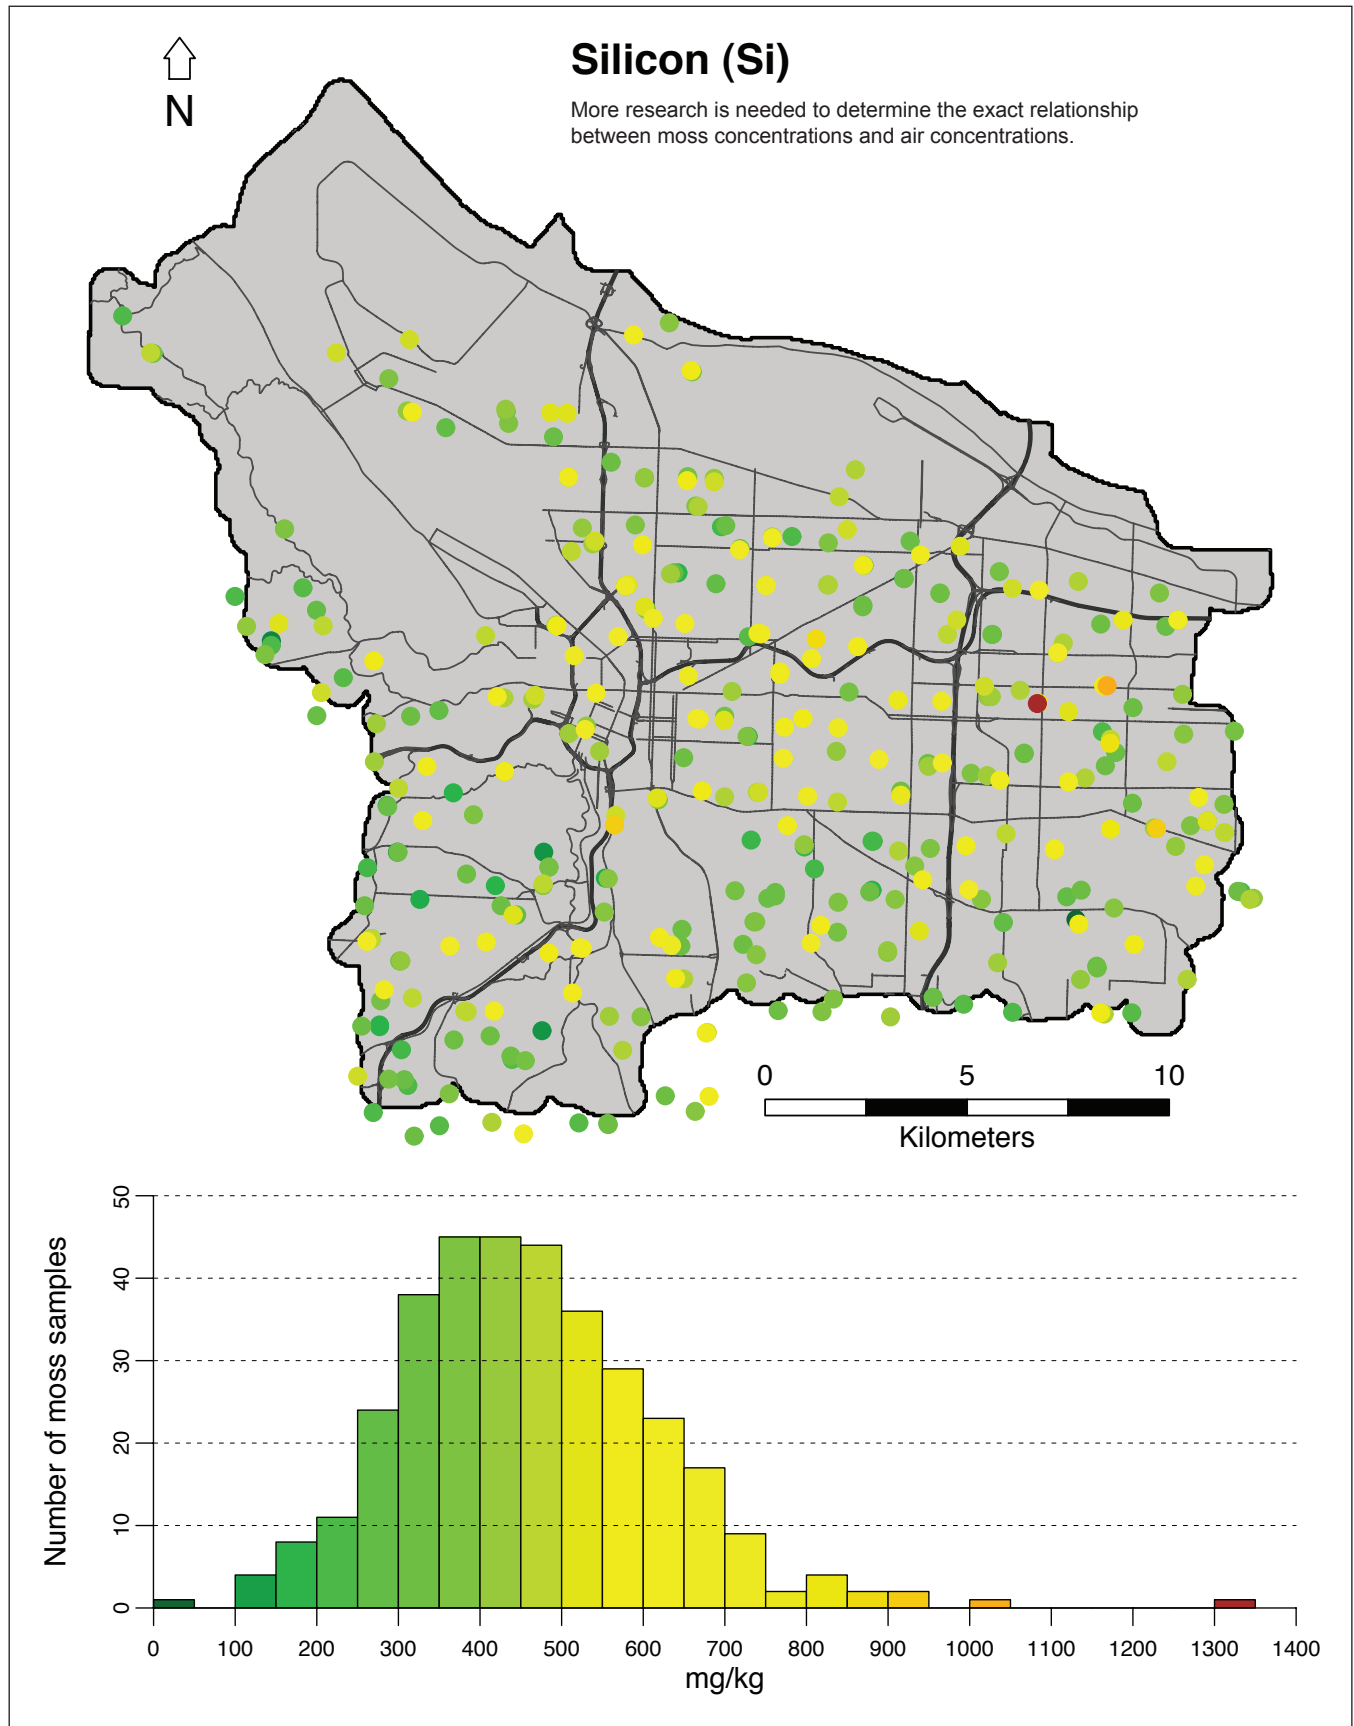 Silicon (Si)
N
More research is needed to determine the exact relationship
between moss concentrations and air concentrations.
0 5 10
Kilometers
Number of moss samples
50
40
30
20
10
0
0 100 200 300 400 500 600 700 800 900 1000 1100 1200 1300 1400
mg/kg